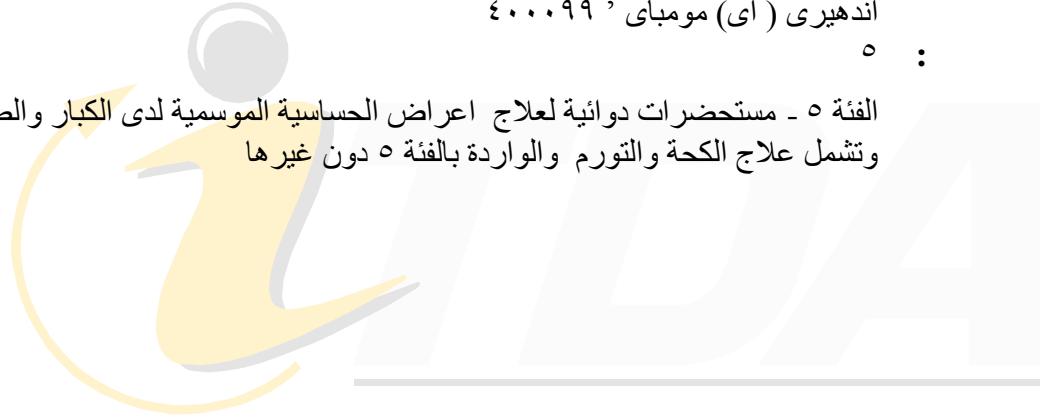 اندهيرى ( اى) مومباى ' ٤٠٠٠٩٩
: ٥
الفئة ٥ - مستحضرات دوائية لعلاج اعراض الحساسية الموسمية لدى الكبار
وتشمل علاج الكحة والتورم والواردة بالفئة ٥ دون غيرها
ITDA